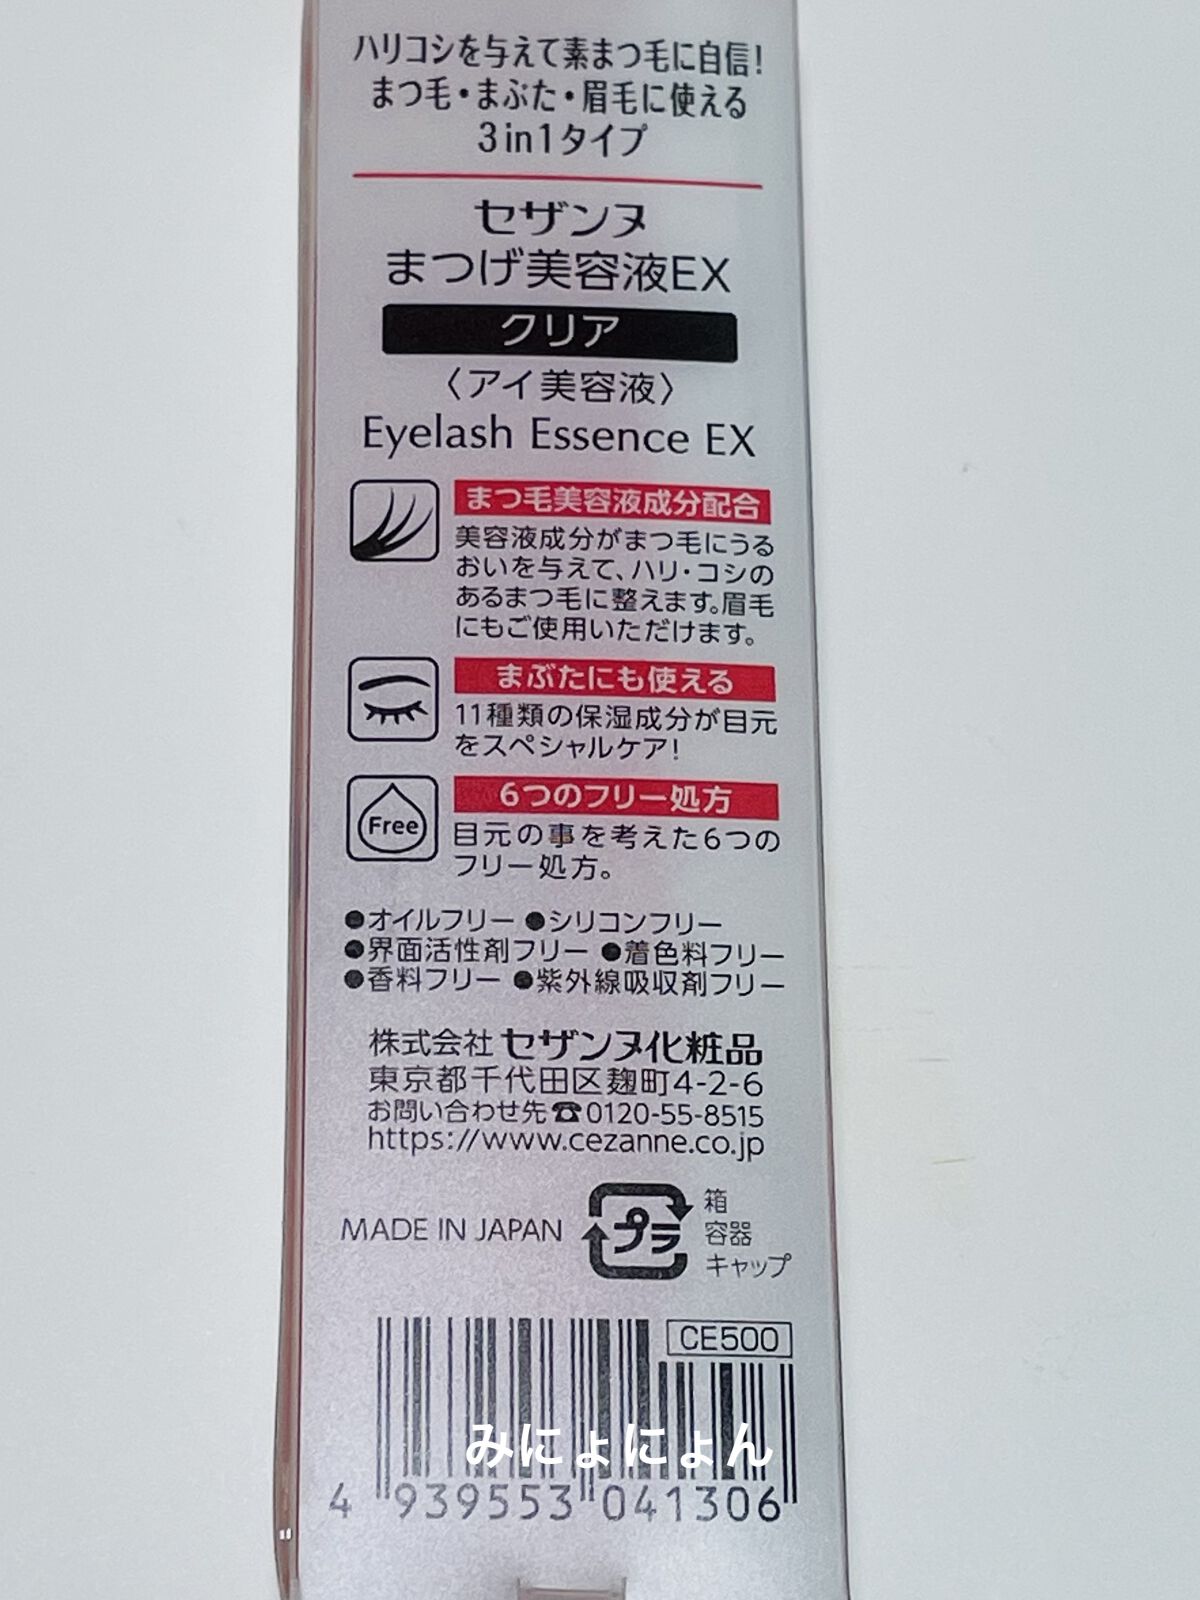 ハリコシを与えて素まつ毛に自信!
まつ毛・まぶた・眉毛に使える
3in1タイプ
セザンヌ
まつげ美容液EX
クリア
〈アイ美容液〉
Eyelash Essence EX
まつ毛美容液成分配合
美容液成分がまつ毛にうる
おいを与えて、ハリ・コシの
あるまつ毛に整えます。眉毛
にもご使用いただけます。
まぶたにも使える
11種類の保湿成分が目元
をスペシャルケア!
Free
6つのフリー処方
目元の事を考えた6つの
フリー処方。
●オイルフリー ●シリコンフリー
●界面活性剤フリー ●着色料フリー
●香料フリー ●紫外線吸収剤フリー
株式会社 セザンヌ化粧品
東京都千代田区麹町4-2-6
お問い合わせ先☎0120-55-8515
https://www.cezanne.co.jp
MADE IN JAPAN
プラ
箱
容器
キャップ
CE500
みにょにょん
4 939553 041306